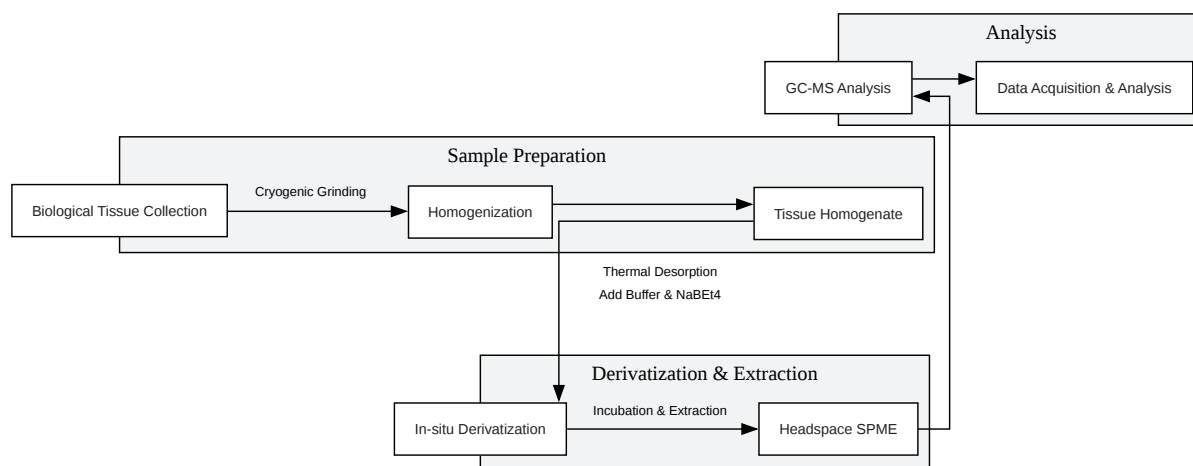 Analysis
GC-MS Analysis
Data Acquisition & Analysis
Sample Preparation
Biological Tissue Collection
Cryogenic Grinding
Homogenization
Tissue Homogenate
Thermal Desorption
Add Buffer & NaBEt4
Derivatization & Extraction
In-situ Derivatization
Incubation & Extraction
Headspace SPME